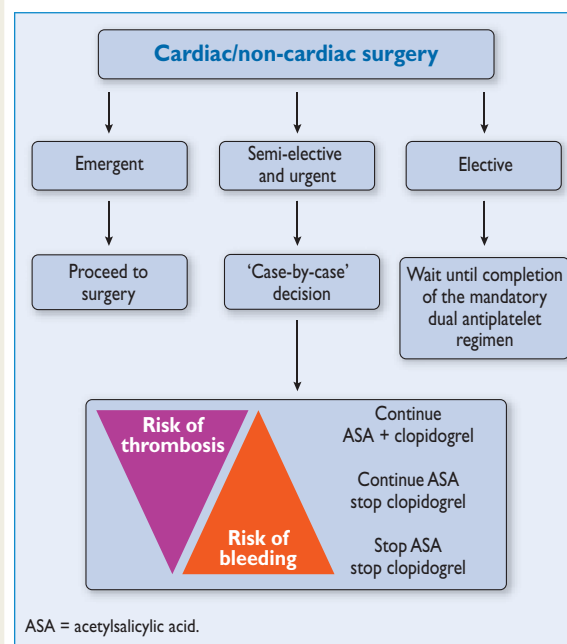 Cardiac/non-cardiac surgery
Emergent
Semi-elective
and urgent
Elective
Proceed to
surgery
‘Case-by-case’
decision
Wait until completion
of the mandatory
dual antiplatelet
regimen
Risk of
thrombosis
Risk of
bleeding
Continue
ASA + clopidogrel
Continue ASA
stop clopidogrel
Stop ASA
stop clopidogrel
ASA = acetylsalicylic acid.